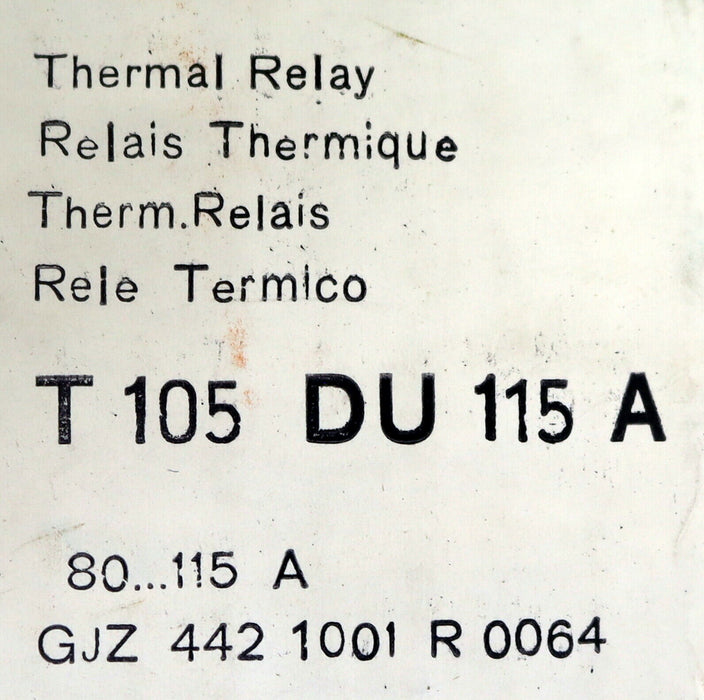 Thermal Relay
Relais Thermique
Therm.Relais
Rele Termico
T 105 DU 115 A
80...115 A
GJZ 442 1001 R 0064